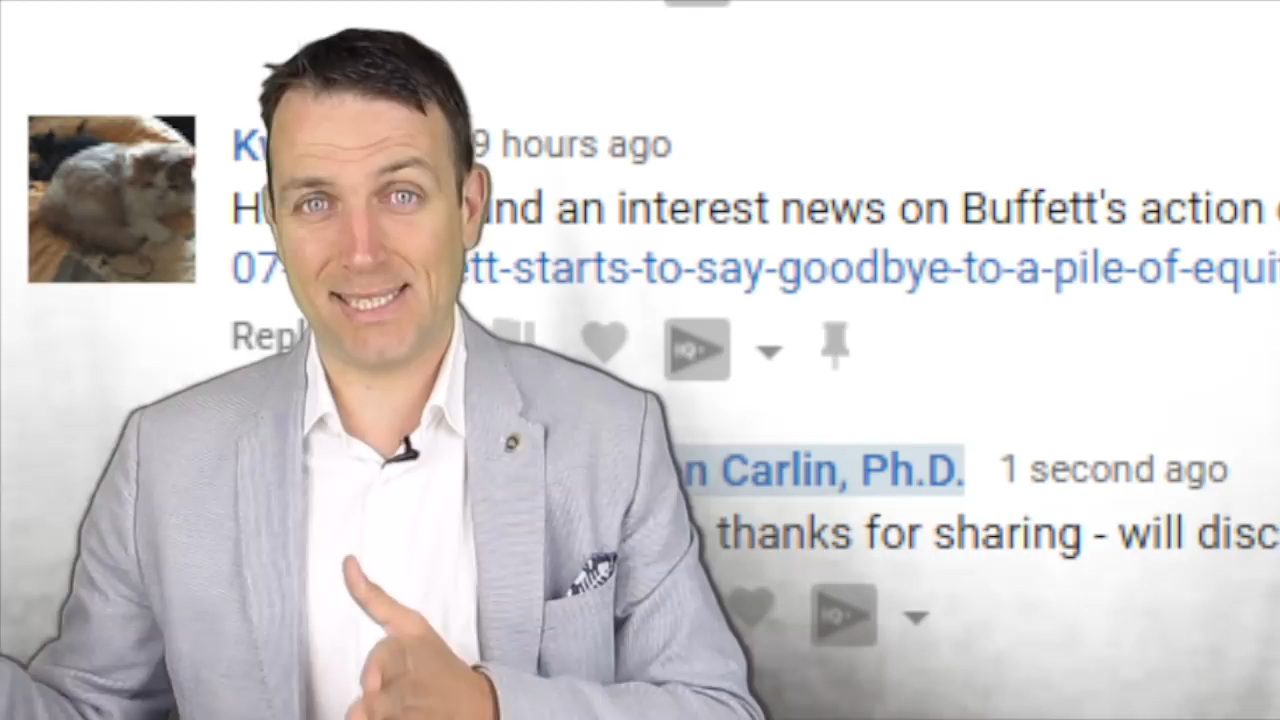 9 hours ago
an interest news on Buffett's action
07- ett-starts-to-say-goodbye-to-a-pile-of-equi
Carlin, Ph.D. 1 second ago
thanks for sharing - will disc